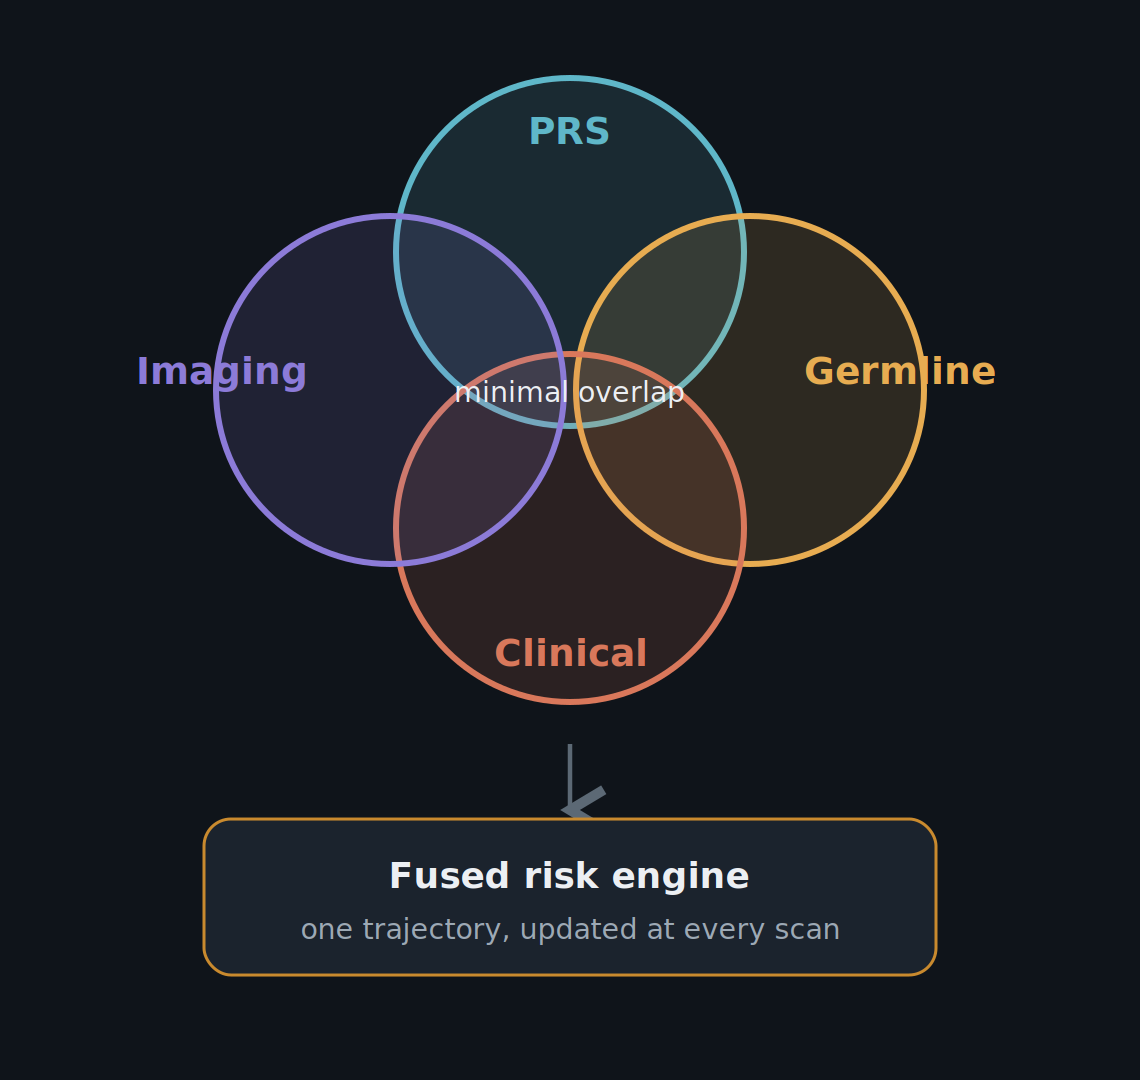 PRS
Imaging
Germline
minimal overlap
Clinical
Fused risk engine
one trajectory, updated at every scan